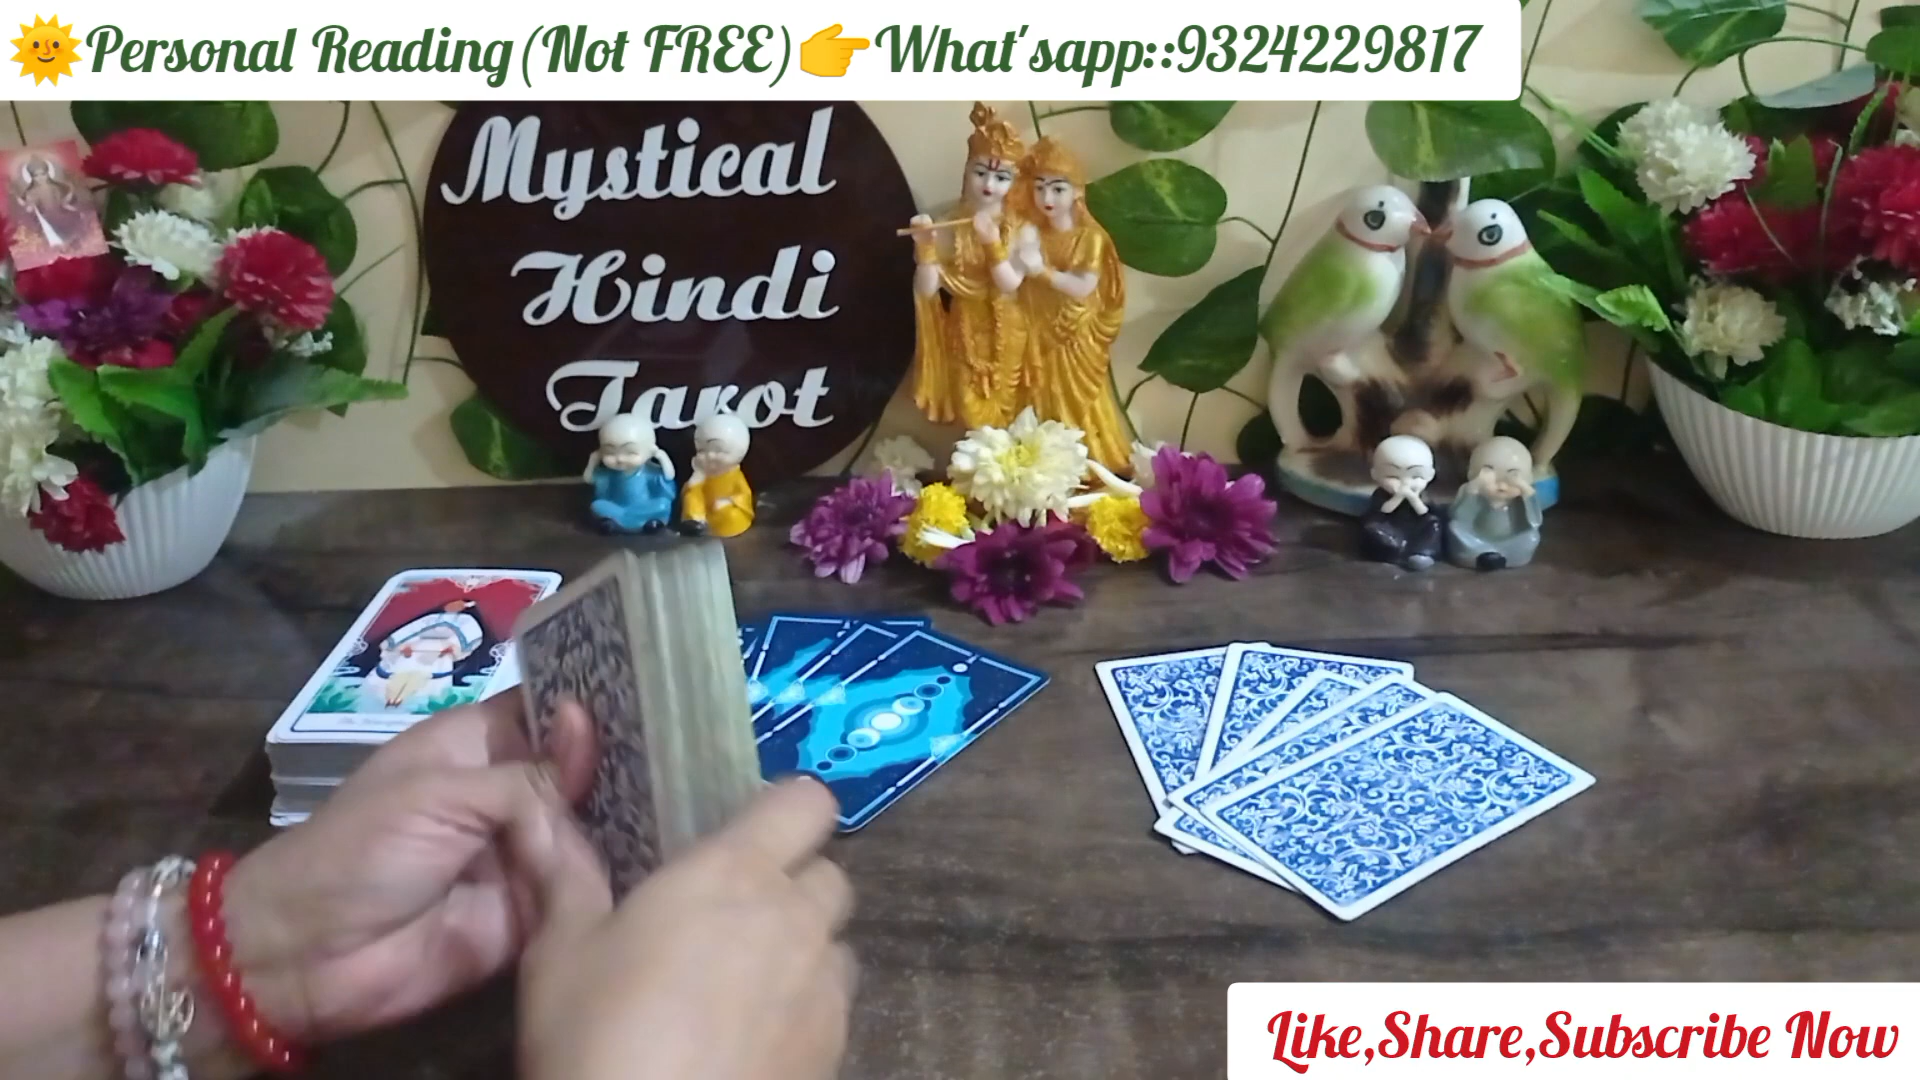 Personal Reading(Not FREE)👉What'sapp::9324229817
Mystical
Hindi
Tarot
Like,Share,Subscribe Now